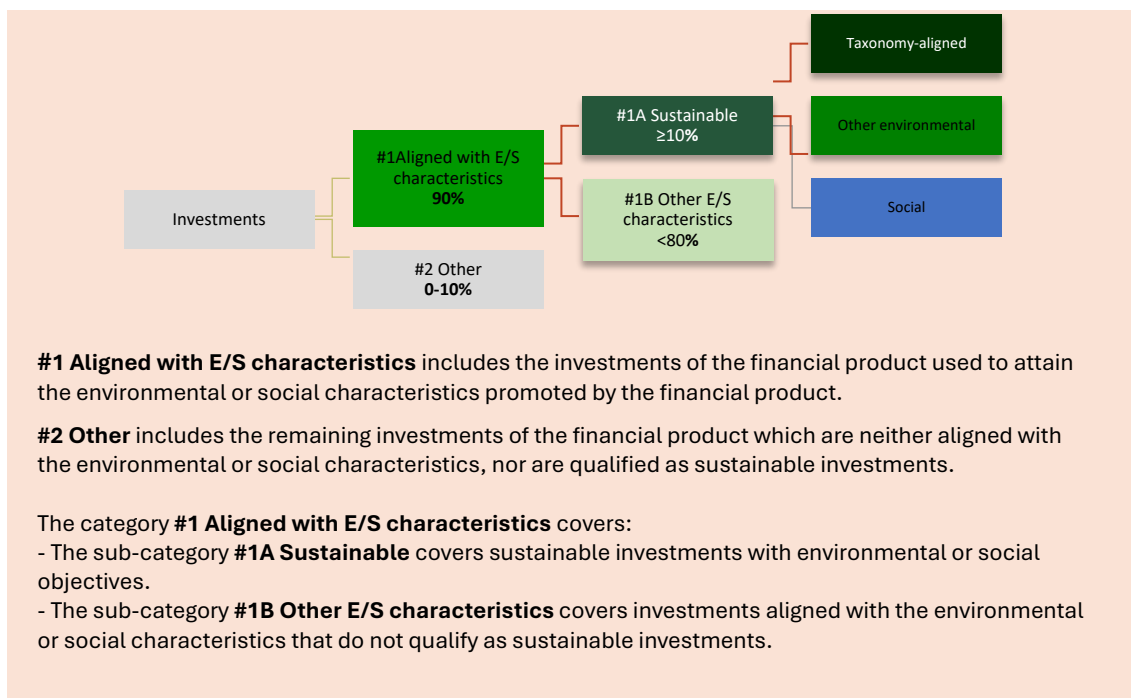 Taxonomy-aligned
#1A Sustainable
≥10%
Other environmental
#1Aligned with E/S
characteristics
90%
Investments
#1B Other E/S
characteristics
<80%
Social
#2 Other
0-10%
#1 Aligned with E/S characteristics includes the investments of the financial product used to attain
the environmental or social characteristics promoted by the financial product.
#2 Other includes the remaining investments of the financial product which are neither aligned with
the environmental or social characteristics, nor are qualified as sustainable investments.
The category #1 Aligned with E/S characteristics covers:
- The sub-category #1A Sustainable covers sustainable investments with environmental or social
objectives.
- The sub-category #1B Other E/S characteristics covers investments aligned with the environmental
or social characteristics that do not qualify as sustainable investments.